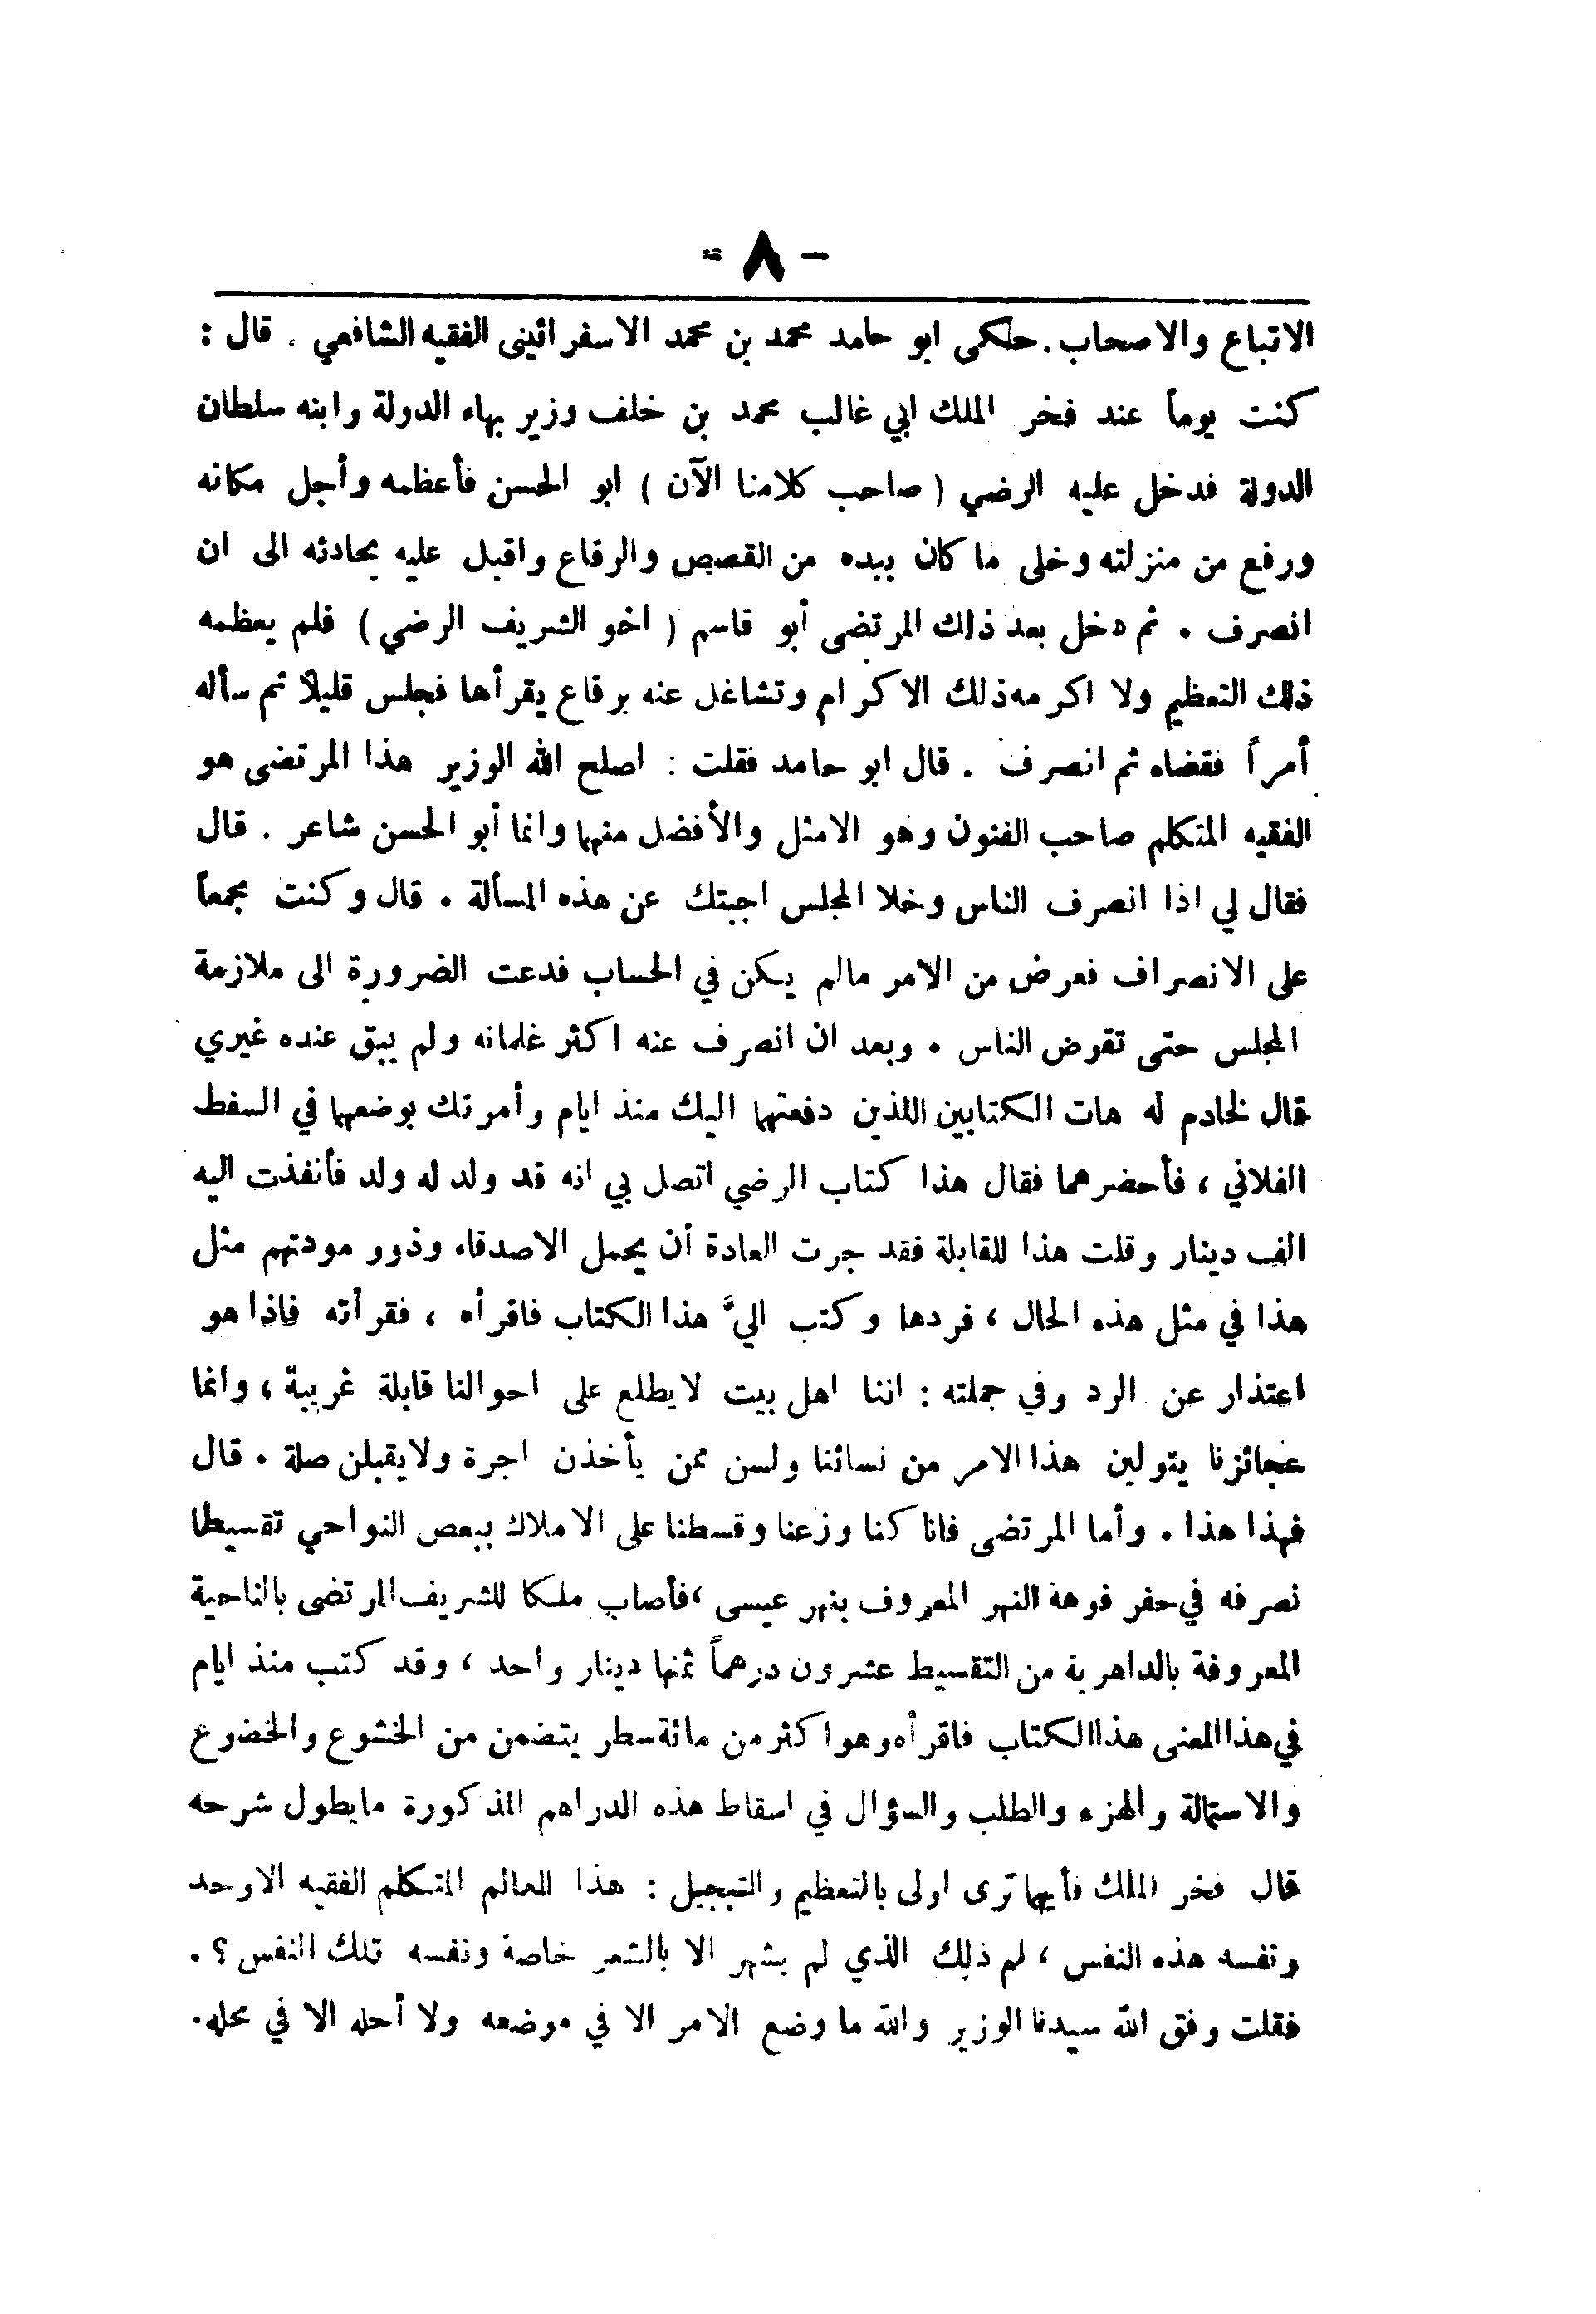 - ٨ -
الاتباع والاصحاب. حكى ابو حامد محمد بن محمد الاسفرائينى الفقيه الشافعي . قال :
كنت يوماً عند فخر الملك ابي غالب محمد بن خلف وزير بهاء الدولة وابنه سلطان
الدولة فدخل عليه الرضي ( صاحب كلامنا الآن ) ابو الحسن فأعظمه وأجل مكانه
ورفع من منزلته وخلى ما كان بيده من القصص والرقاع واقبل عليه يحادثه الى ان
انصرف . ثم دخل بعد ذلك المرتضى أبو قاسم ( اخو الشريف الرضي ) فلم يعظمه
ذلك التعظيم ولا اكرمه ذلك الاكرام وتشاغل عنه برقاع يقرأها فجلس قليلاً ثم سأله
أمراً فقضاه ثم انصرف . قال ابو حامد فقلت : اصلح الله الوزير هذا المرتضى هو
الفقيه المتكلم صاحب الفنون وهو الامثل والأفضل منهما وانما أبو الحسن شاعر . قال
فقال لي اذا انصرف الناس وخلا المجلس اجبتك عن هذه المسألة . قال وكنت مجمعاً
على الانصراف فعرض من الامر مالم يكن في الحساب فدعت الضرورة الى ملازمة
المجلس حتى تقوض الناس . وبعد ان انصرف عنه اكثر غلمانه ولم يبق عنده غيري
قال لخادم له هات الكتابين اللذين دفعتهما اليك منذ ايام وأمرتك بوضعهما في السفط
الفلاني ، فأحضرهما فقال هذا كتاب الرضي اتصل بي انه قد ولد له ولد فأنفذت اليه
الف دينار وقلت هذا للقابلة فقد جرت العادة أن يحمل الاصدقاء وذوو مودتهم مثل
هذا في مثل هذه الحال ، فردها وكتب اليَّ هذا الكتاب فاقرأه ، فقرأته فاذا هو
اعتذار عن الرد وفي جملته : اننا اهل بيت لا يطلع على احوالنا قابلة غريبة ، وانما
عجائزنا يتولين هذا الامر من نسائنا ولسن ممن يأخذن اجرة ولا يقبلن صلة . قال
فهذا هذا . وأما المرتضى فانا كنا وزعنا وقسطنا على الاملاك ببعض النواحي تقسيطا
نصرفه في حفر فوهة النهر المعروف بنهر عيسى ، فأصاب ملكا للشريف المرتضى بالناحية
المعروفة بالداهرية من التقسيط عشرون درهماً ثمنها دينار واحد ، وقد كتب منذ ايام
في هذا المعنى هذا الكتاب فاقرأه وهو اكثر من مائة سطر يتضمن من الخشوع والخضوع
والاستمالة والهزء والطلب والسؤال في اسقاط هذه الدراهم المذكورة ما يطول شرحه
قال فخر الملك فأيهما ترى اولى بالتعظيم والتبجيل : هذا العالم المتكلم الفقيه الاوحد
ونفسه هذه النفس ، ام ذلك الذي لم يشهر الا بالشعر خاصة ونفسه تلك النفس ؟ .
فقلت وفق الله سيدنا الوزير والله ما وضع الامر الا في موضعه ولا أحله الا في محله .